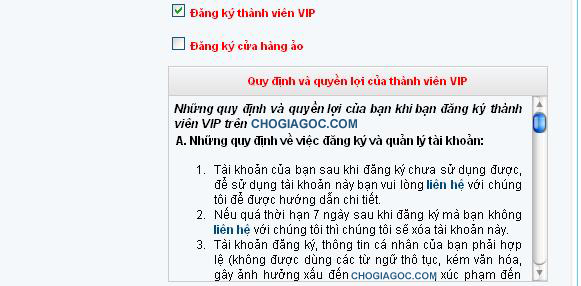 Đăng ký thành viên VIP
Đăng ký cửa hàng ảo
Quy định và quyền lợi của thành viên VIP
Những quy định và quyền lợi của bạn khi bạn đăng ký thành
viên VIP trên CHOGIAGOC.COM
A. Những quy định về việc đăng ký và quản lý tài khoản:
1. Tài khoản của bạn sau khi đăng ký chưa sử dụng được,
để sử dụng tài khoản này bạn vui lòng liên hệ với chúng
tôi để được hướng dẫn chi tiết.
2. Nếu quá thời hạn 7 ngày sau khi đăng ký mà bạn không
liên hệ với chúng tôi thì chúng tôi sẽ xóa tài khoản này.
3. Tài khoản đăng ký, thông tin cá nhân của bạn phải hợp
lệ (không được dùng các từ ngữ thô tục, kém văn hóa,
gây ảnh hưởng xấu đến CHOGIAGOC.COM xúc phạm đến